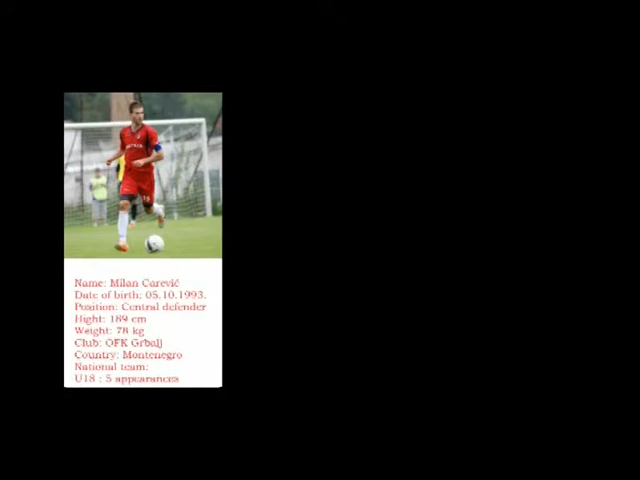 Name: Milan Carević
Date of birth: 05.10.1993.
Position: Central defender
Hight: 189 cm
Weight: 78 kg
Club: OFK Grbalj
Country: Montenegro
National team:
U18 : 5 appearances